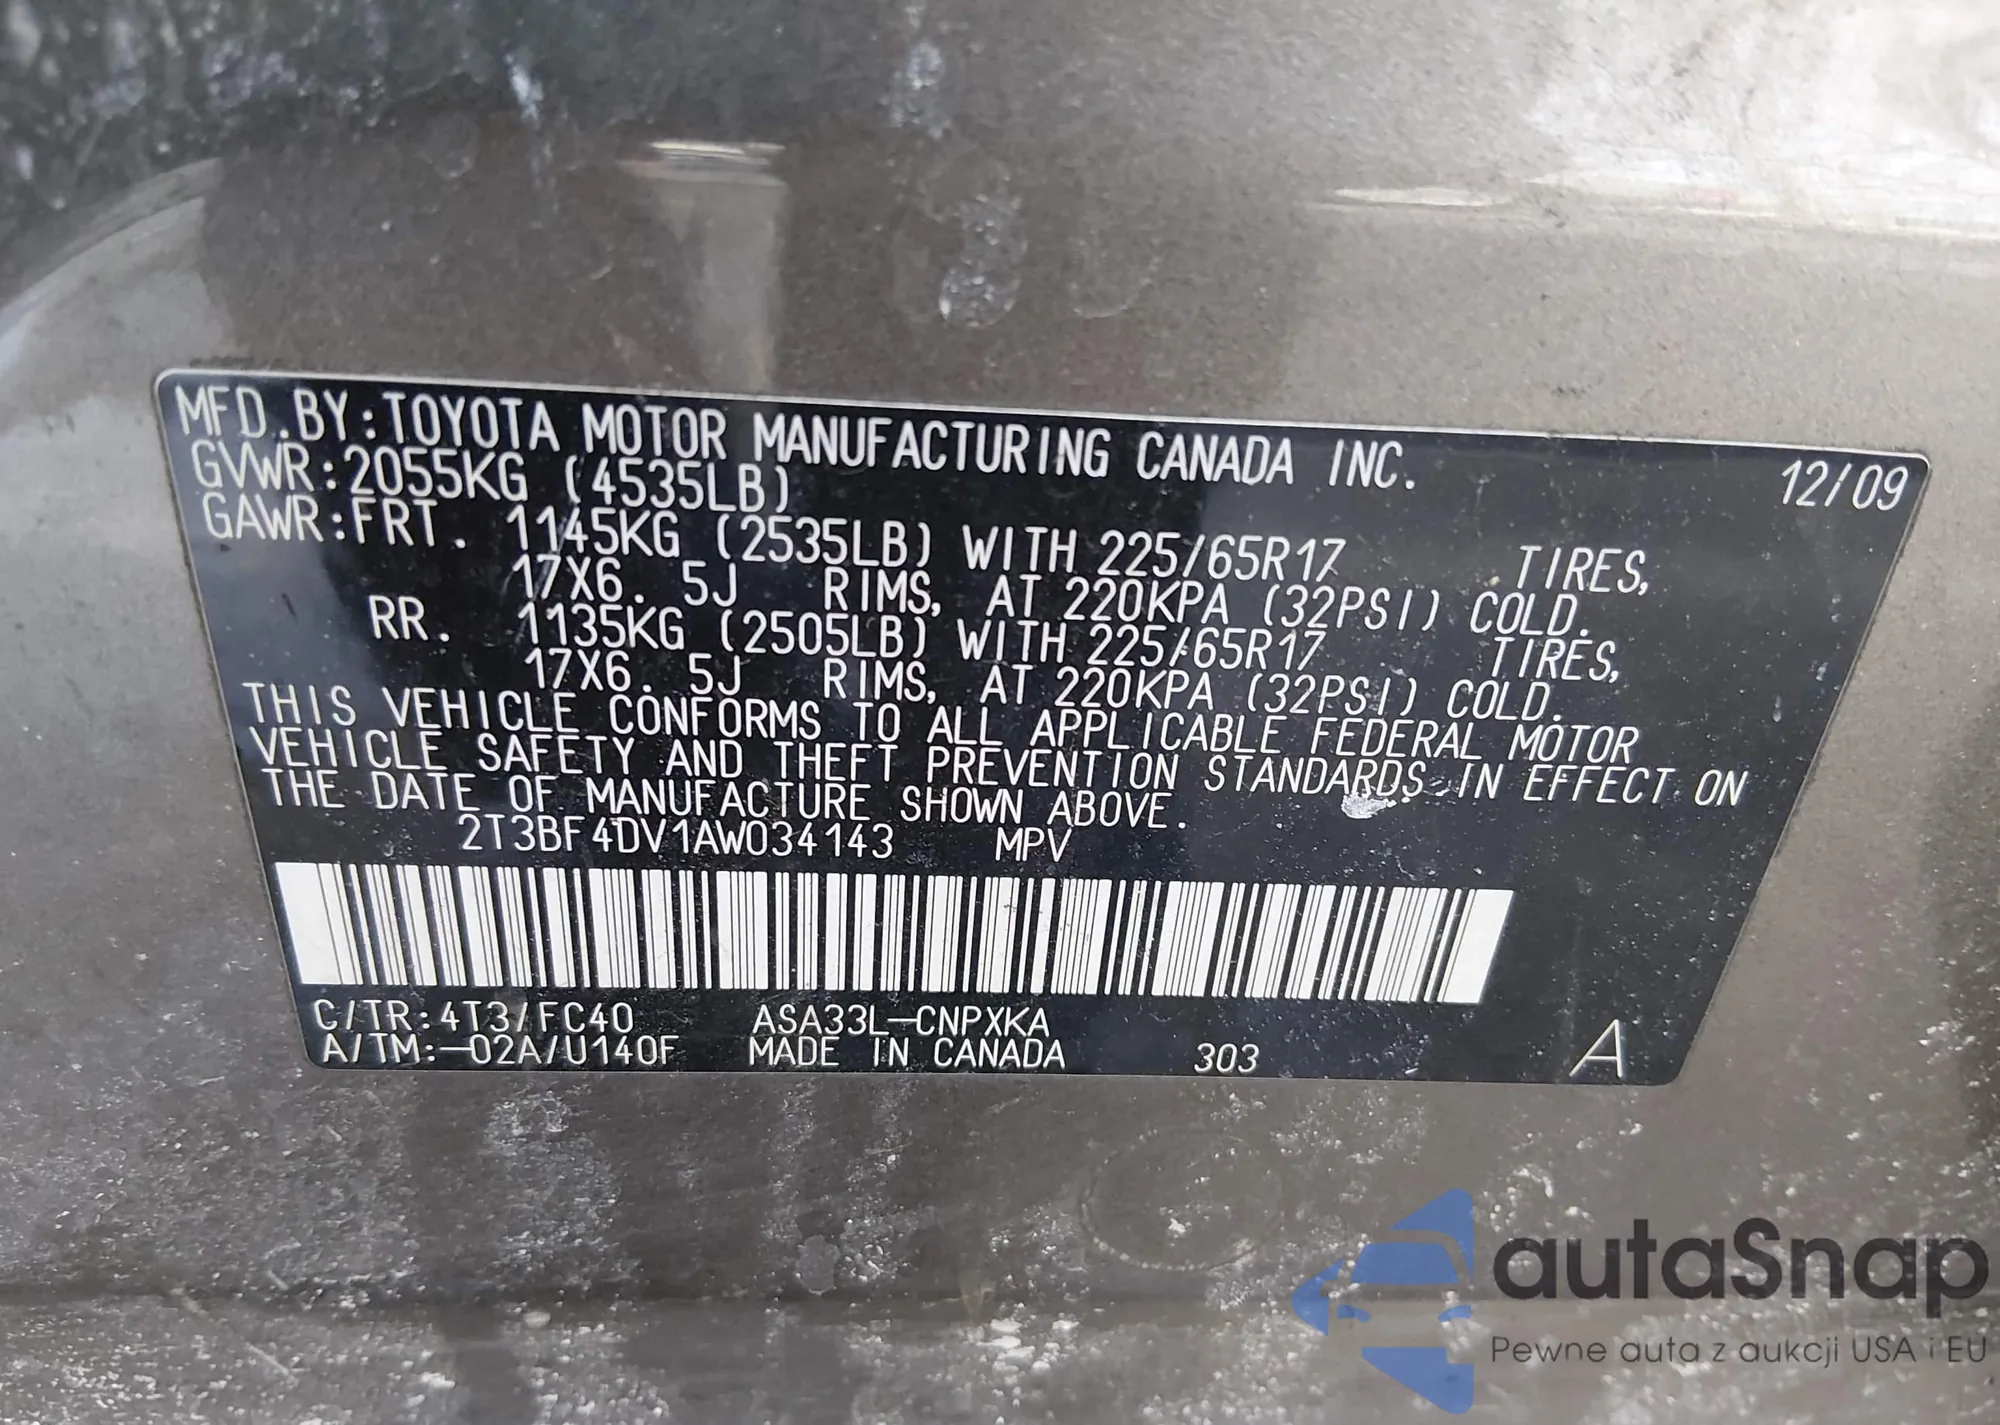 MFD.BY:TOYOTA MOTOR MANUFACTURING CANADA INC. 12/09
GVWR:2055KG (4535LB)
GAWR:FRT. 1145KG (2535LB) WITH 225/65R17 TIRES,
17X6.5J RIMS, AT 220KPA (32PSI) COLD.
RR. 1135KG (2505LB) WITH 225/65R17 TIRES,
17X6.5J RIMS, AT 220KPA (32PSI) COLD.
THIS VEHICLE CONFORMS TO ALL APPLICABLE FEDERAL MOTOR
VEHICLE SAFETY AND THEFT PREVENTION STANDARDS IN EFFECT ON
THE DATE OF MANUFACTURE SHOWN ABOVE.
2T3BF4DV1AW034143 MPV
C/TR:4T3/FC40 ASA33L-CNPXKA
A/TM:-02A/U140F MADE IN CANADA 303 A
autaSnap
Pewne auta z aukcji USA i EU